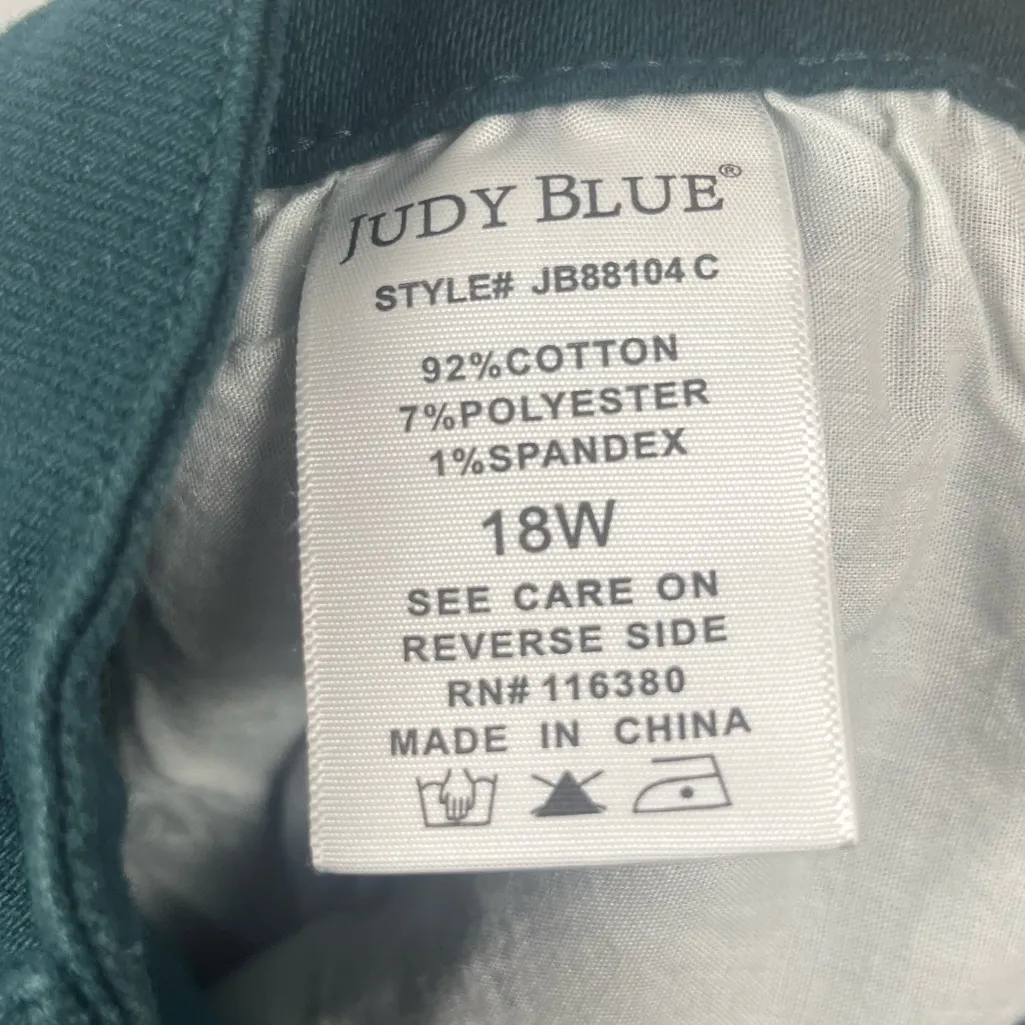 JUDY BLUE®
STYLE# JB88104 C
92%COTTON
7%POLYESTER
1%SPANDEX
18W
SEE CARE ON
REVERSE SIDE
RN# 116380
MADE IN CHINA